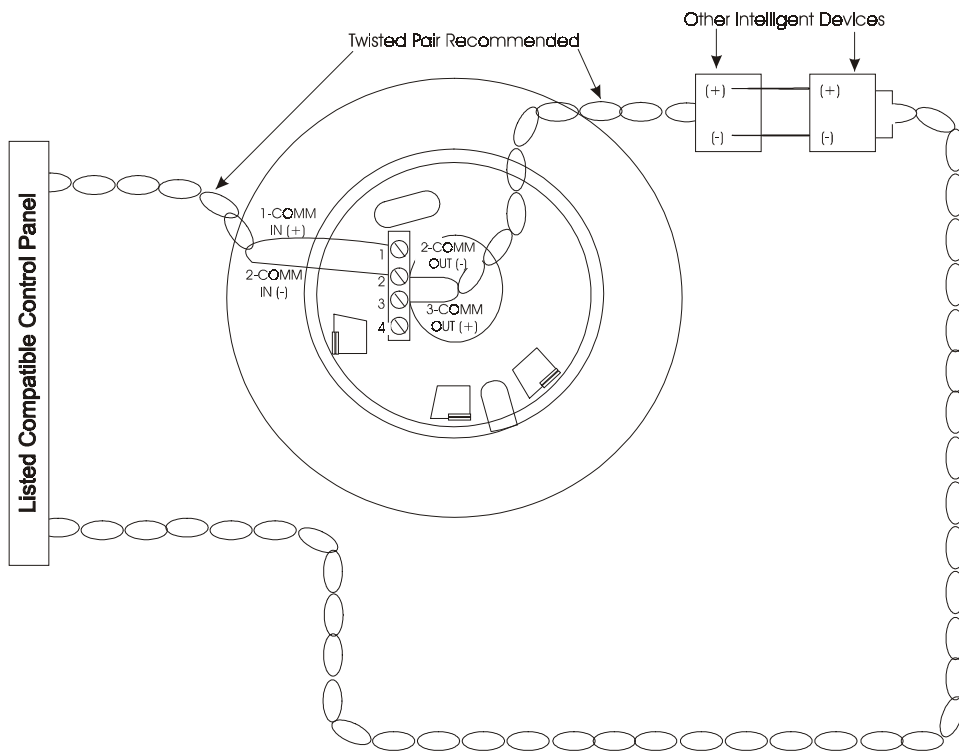 Other Intelligent Devices
Twisted Pair Recommended
(+)
(+)
(-)
(-)
Listed Compatible Control Panel
1-COMM
IN (+)
2-COMM
IN (-)
1
2
3
4
2-COMM
OUT (-)
3-COMM
OUT (+)